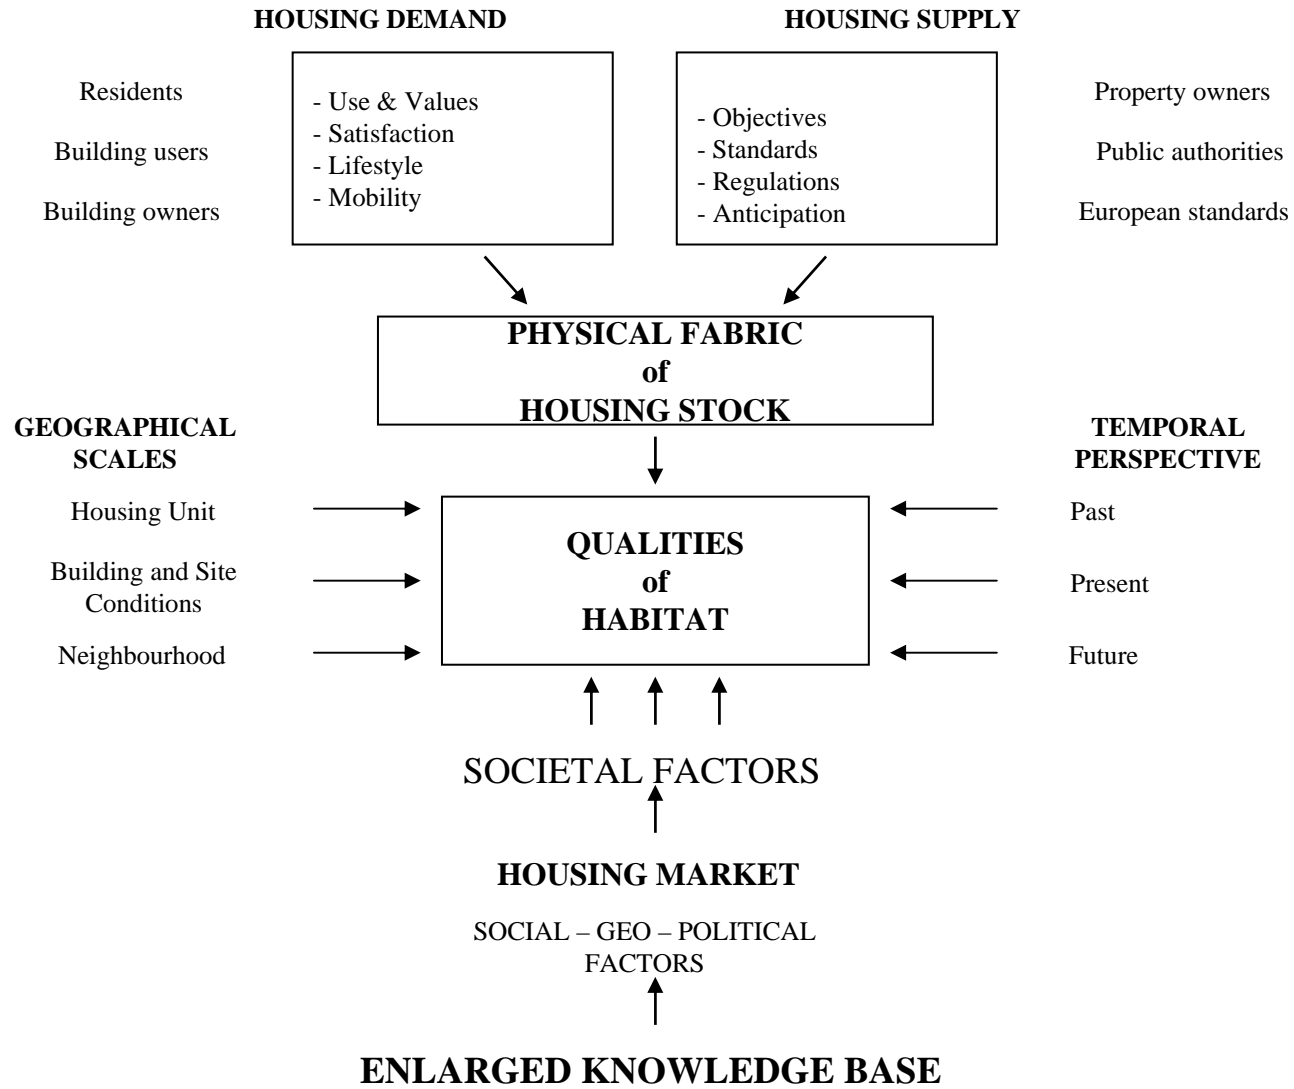 HOUSING DEMAND
HOUSING SUPPLY
Residents
Building users
Building owners
- Use & Values
- Satisfaction
- Lifestyle
- Mobility
- Objectives
- Standards
- Regulations
- Anticipation
Property owners
Public authorities
European standards
PHYSICAL FABRIC
of
HOUSING STOCK
GEOGRAPHICAL
SCALES
Housing Unit
Building and Site
Conditions
Neighbourhood
QUALITIES
of
HABITAT
TEMPORAL
PERSPECTIVE
Past
Present
Future
SOCIETAL FACTORS
HOUSING MARKET
SOCIAL – GEO – POLITICAL
FACTORS
ENLARGED KNOWLEDGE BASE